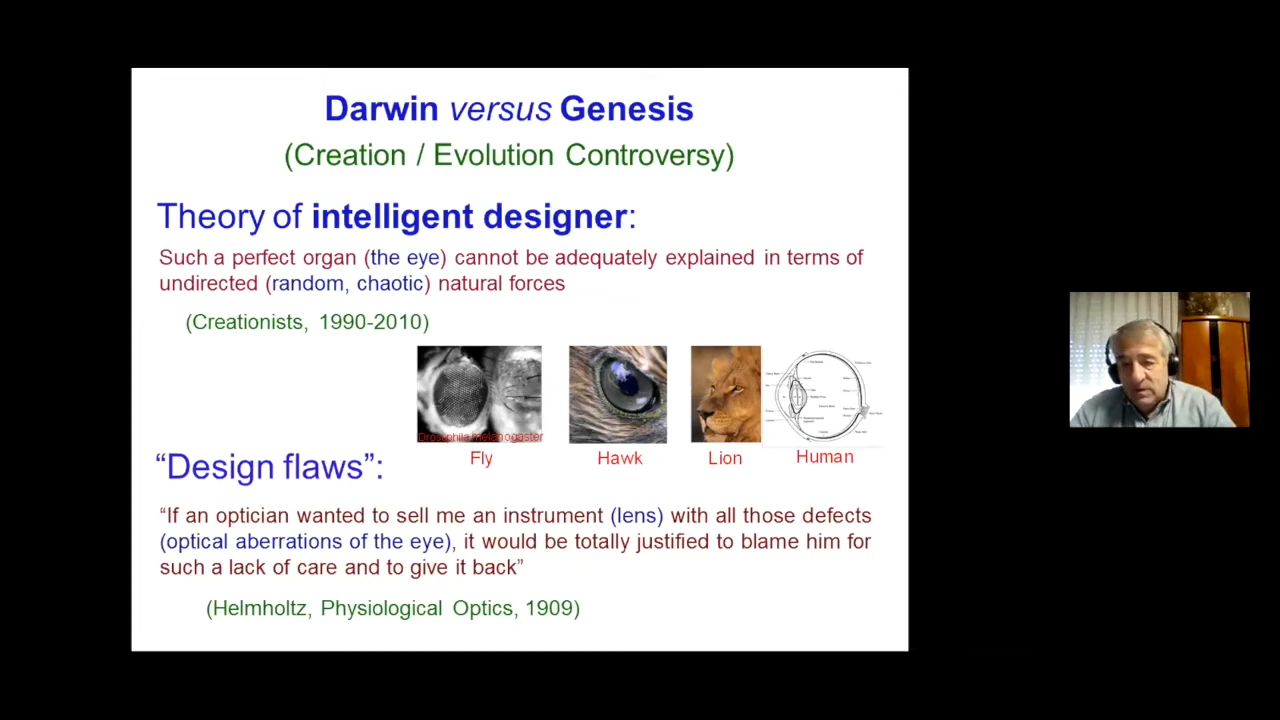 Darwin versus Genesis
(Creation / Evolution Controversy)
Theory of intelligent designer:
Such a perfect organ (the eye) cannot be adequately explained in terms of
undirected (random, chaotic) natural forces
(Creationists, 1990-2010)
Drosophila melanogaster
Fly
Hawk
Lion
Human
“Design flaws”:
“If an optician wanted to sell me an instrument (lens) with all those defects
(optical aberrations of the eye), it would be totally justified to blame him for
such a lack of care and to give it back”
(Helmholtz, Physiological Optics, 1909)